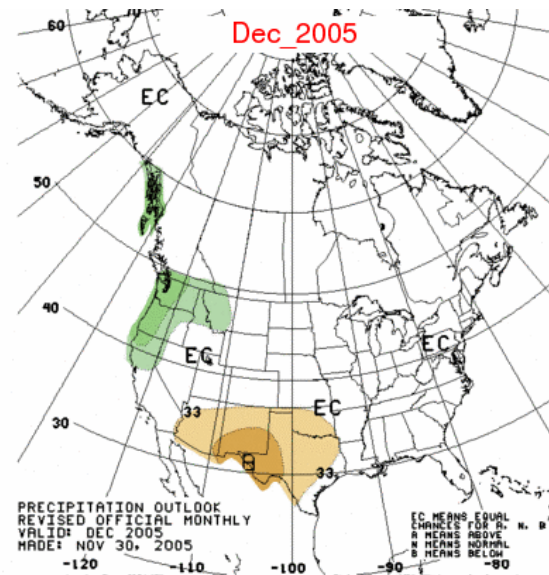 Dec_2005
60
EC
50
40
EC
EC
33
EC
30
B
33
PRECIPITATION OUTLOOK
REVISED OFFICIAL MONTHLY
VALID: DEC 2005
MADE: NOV 30, 2005
EC MEANS EQUAL
CHANCES FOR A, N, B
A MEANS ABOVE
N MEANS NORMAL
B MEANS BELOW
-120
-110
-100
-90
-80